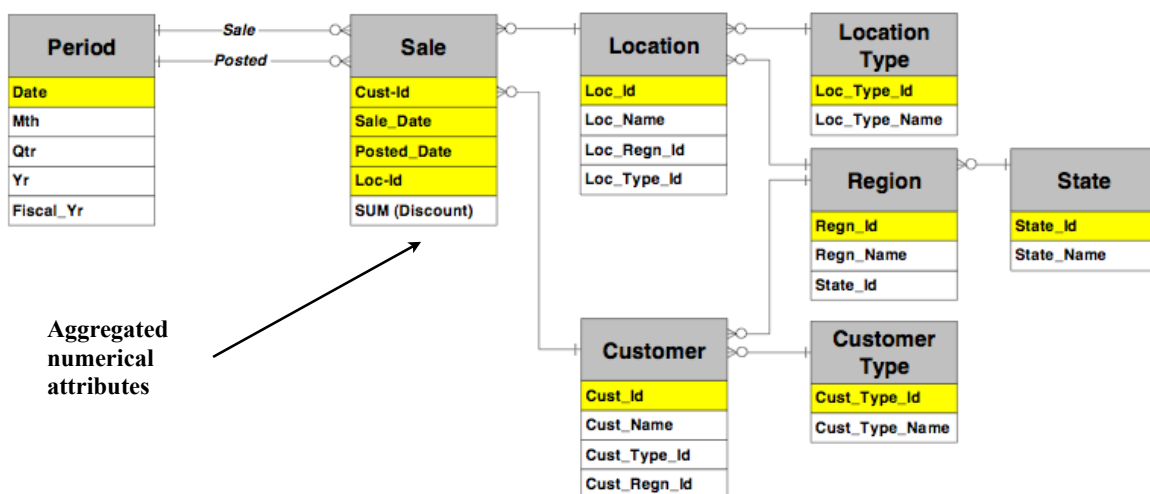 Period
Date
Mth
Qtr
Yr
Fiscal_Yr
Sale
Posted
Sale
Cust-Id
Sale_Date
Posted_Date
Loc-Id
SUM (Discount)
Location
Loc_Id
Loc_Name
Loc_Regn_Id
Loc_Type_Id
Location
Type
Loc_Type_Id
Loc_Type_Name
Region
Regn_Id
Regn_Name
State_Id
State
State_Id
State_Name
Aggregated
numerical
attributes
Customer
Cust_Id
Cust_Name
Cust_Type_Id
Cust_Regn_Id
Customer
Type
Cust_Type_Id
Cust_Type_Name